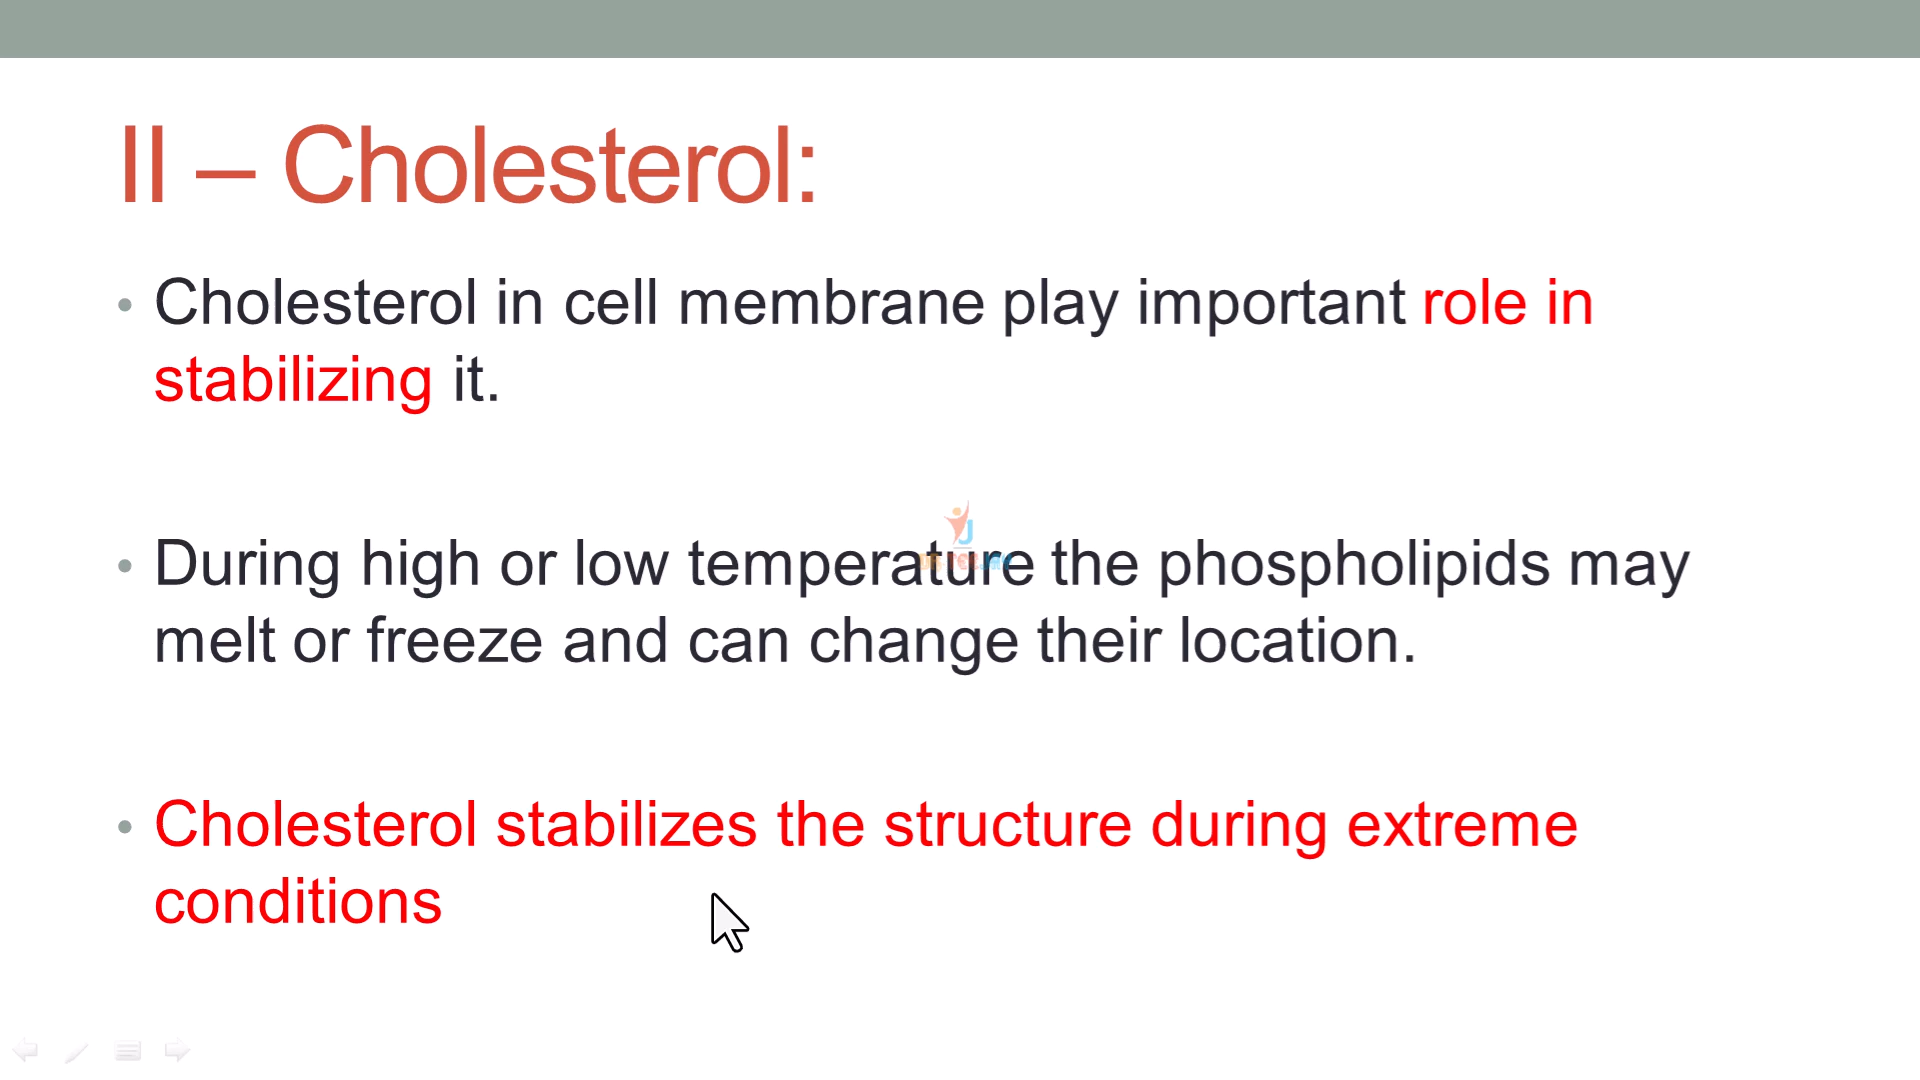 II – Cholesterol:
• Cholesterol in cell membrane play important role in
stabilizing it.
• During high or low temperature the phospholipids may
melt or freeze and can change their location.
• Cholesterol stabilizes the structure during extreme
conditions